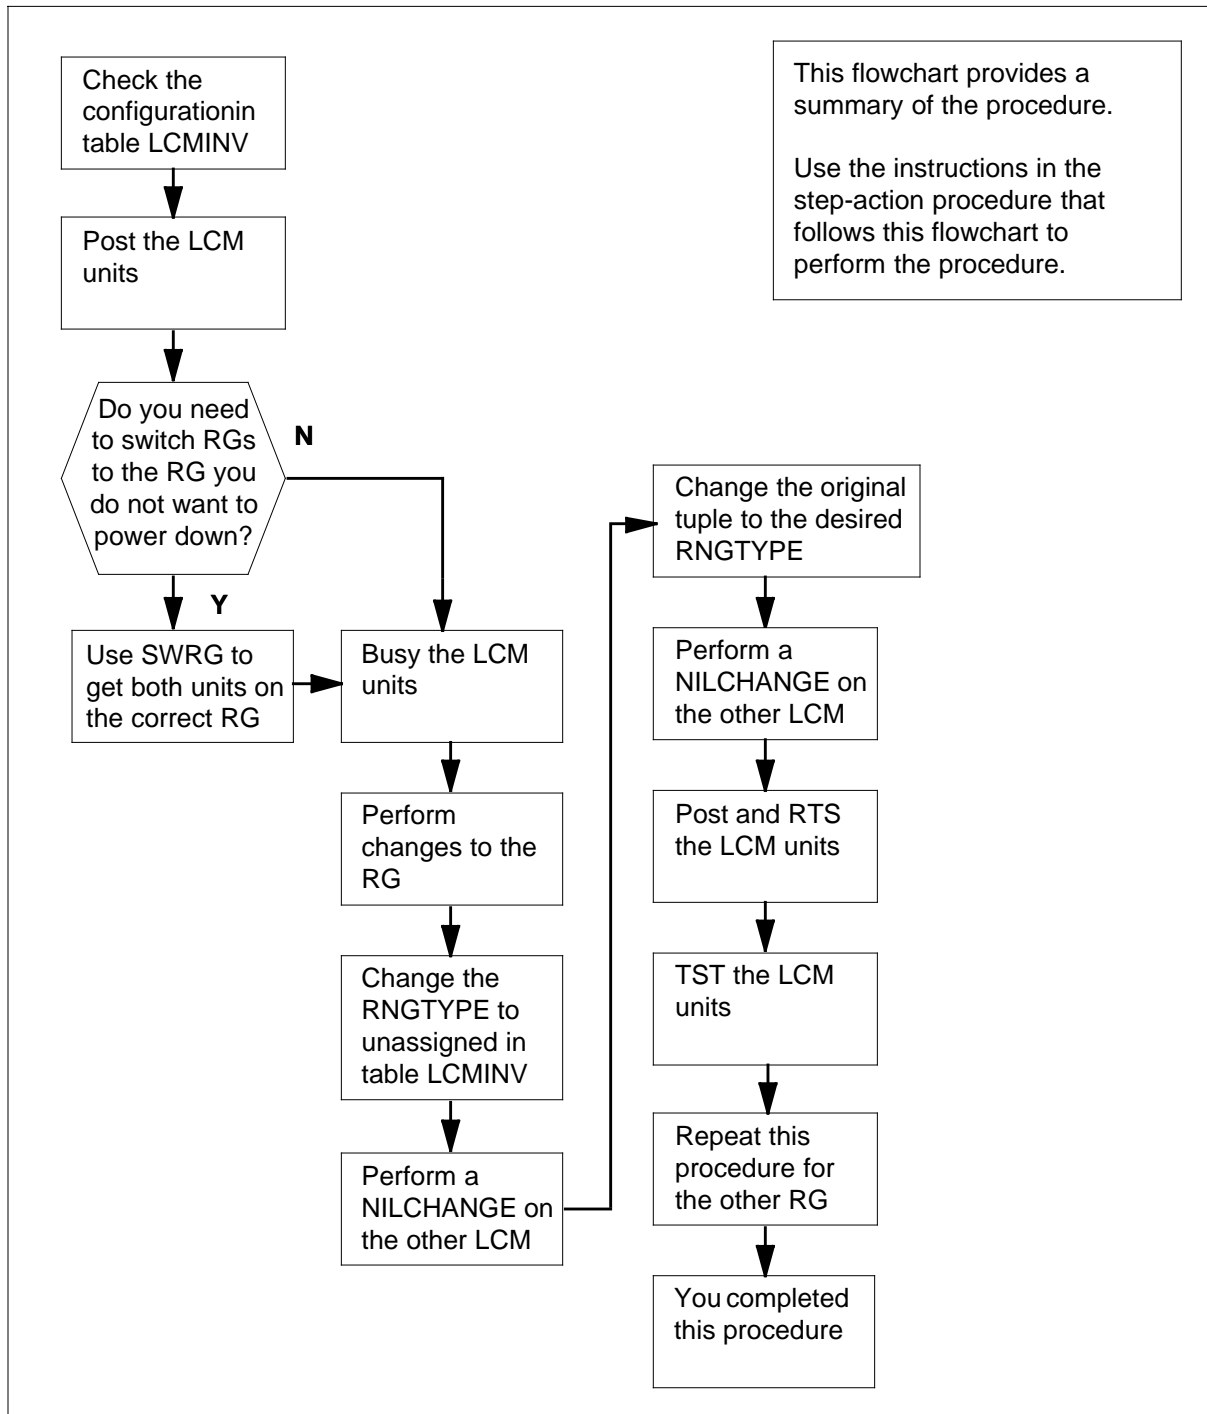 Check the
configurationin
table LCMINV
This flowchart provides a
summary of the procedure.
Use the instructions in the
step-action procedure that
follows this flowchart to
perform the procedure.
Post the LCM
units
Do you need
to switch RGs
to the RG you
do not want to
power down?
N
Y
Use SWRG to
get both units on
the correct RG
Busy the LCM
units
Perform
changes to the
RG
Change the
RNGTYPE to
unassigned in
table LCMINV
Perform a
NILCHANGE on
the other LCM
Change the original
tuple to the desired
RNGTYPE
Perform a
NILCHANGE on
the other LCM
Post and RTS
the LCM units
TST the LCM
units
Repeat this
procedure for
the other RG
You completed
this procedure